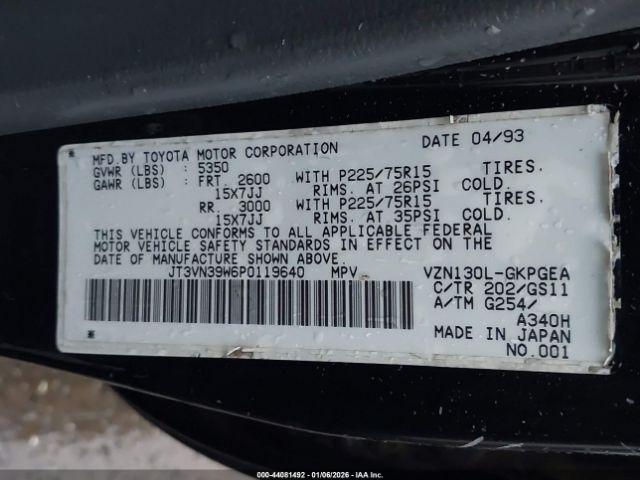 MFD.BY TOYOTA MOTOR CORPORATION DATE 04/93
GVWR (LBS) : 5350
GAWR (LBS) : FRT. 2600 WITH P225/75R15 TIRES.
15X7JJ RIMS. AT 26PSI COLD.
RR. 3000 WITH P225/75R15 TIRES.
15X7JJ RIMS. AT 35PSI COLD.
THIS VEHICLE CONFORMS TO ALL APPLICABLE FEDERAL
MOTOR VEHICLE SAFETY STANDARDS IN EFFECT ON THE
DATE OF MANUFACTURE SHOWN ABOVE.
JT3VN39W6P0119640 MPV VZN130L-GKPGEA
C/TR 202/GS11
A/TM G254/
A340H
MADE IN JAPAN
NO.001
000-44081492 - 01/06/2026 - IAA Inc.